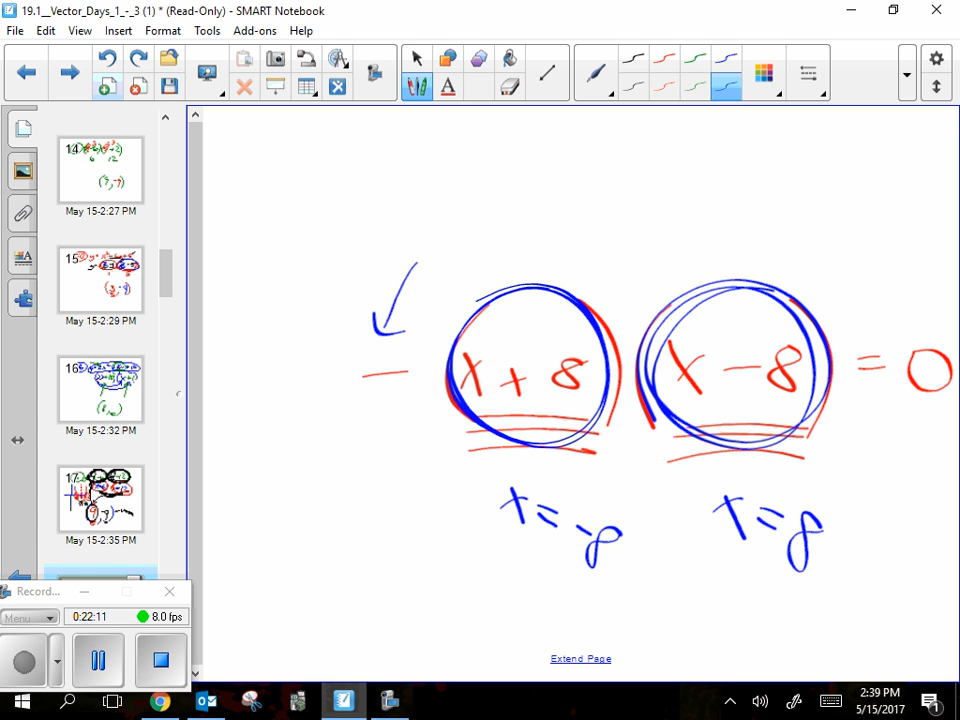 19.1__Vector_Days_1_-_3 (1) * (Read-Only) - SMART Notebook
File Edit View Insert Format Tools Add-ons Help
14
May 15-2:27 PM
15
May 15-2:29 PM
16
May 15-2:32 PM
17
May 15-2:35 PM
- (x + 8) (x - 8) = 0
x = -8 x = 8
Extend Page
Record...
Menu
0:22:11 8.0 fps
2:39 PM
5/15/2017
1